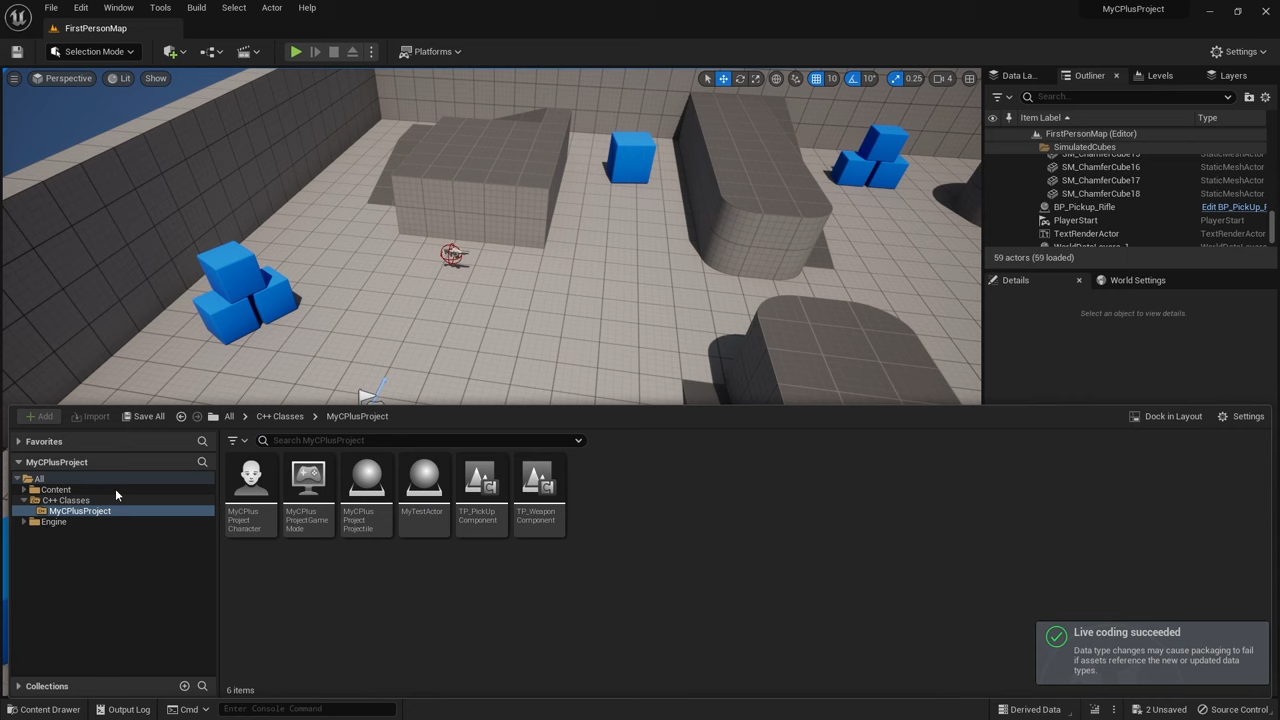 File Edit Window Tools Build Select Actor Help
MyCPlusProject
FirstPersonMap
Selection Mode
Platforms
Settings
Perspective
Lit
Show
10
10°
0.25
4
Data La...
Outliner
Levels
Layers
Search...
Item Label
Type
FirstPersonMap (Editor)
SimulatedCubes
SM_ChamferCube15 StaticMeshActor
SM_ChamferCube16 StaticMeshActor
SM_ChamferCube17 StaticMeshActor
SM_ChamferCube18 StaticMeshActor
BP_Pickup_Rifle Edit BP_PickUp_F
PlayerStart PlayerStart
TextRenderActor TextRenderActor
59 actors (59 loaded)
Details
World Settings
Select an object to view details.
Add
Import
Save All
All
C++ Classes
MyCPlusProject
Dock in Layout
Settings
Favorites
MyCPlusProject
All
Content
C++ Classes
MyCPlusProject
Engine
Collections
Search MyCPlusProject
MyCPlus
Project
Character
MyCPlus
ProjectGame
Mode
MyCPlus
Project
Projectile
MyTestActor
TP_PickUp
Component
TP_Weapon
Component
6 items
Live coding succeeded
Data type changes may cause packaging to fail
if assets reference the new or updated data
types.
Content Drawer
Output Log
Cmd
Enter Console Command
Derived Data
2 Unsaved
Source Control